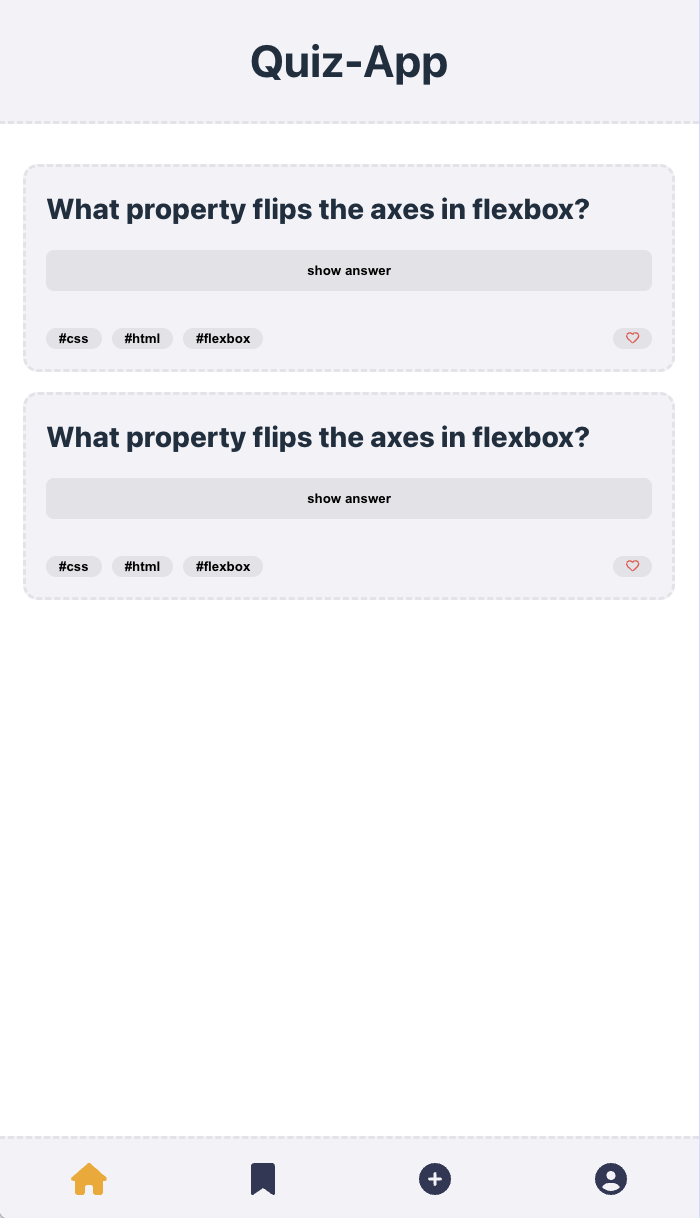 Quiz-App
What property flips the axes in flexbox?
show answer
#css #html #flexbox
What property flips the axes in flexbox?
show answer
#css #html #flexbox